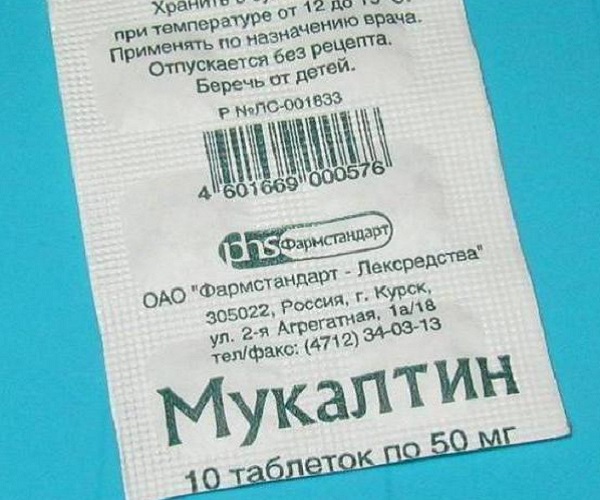 Хранить в
при температуре от 12 до 15°С.
Применять по назначению врача.
Отпускается без рецепта.
Беречь от детей.
Р №ЛС-001633
4 601669 000576
phs Фармстандарт
ОАО "Фармстандарт - Лексредства"
305022, Россия, г. Курск,
ул. 2-я Агрегатная, 1а/18
тел/факс: (4712) 34-03-13
Мукалтин
10 таблеток по 50 мг